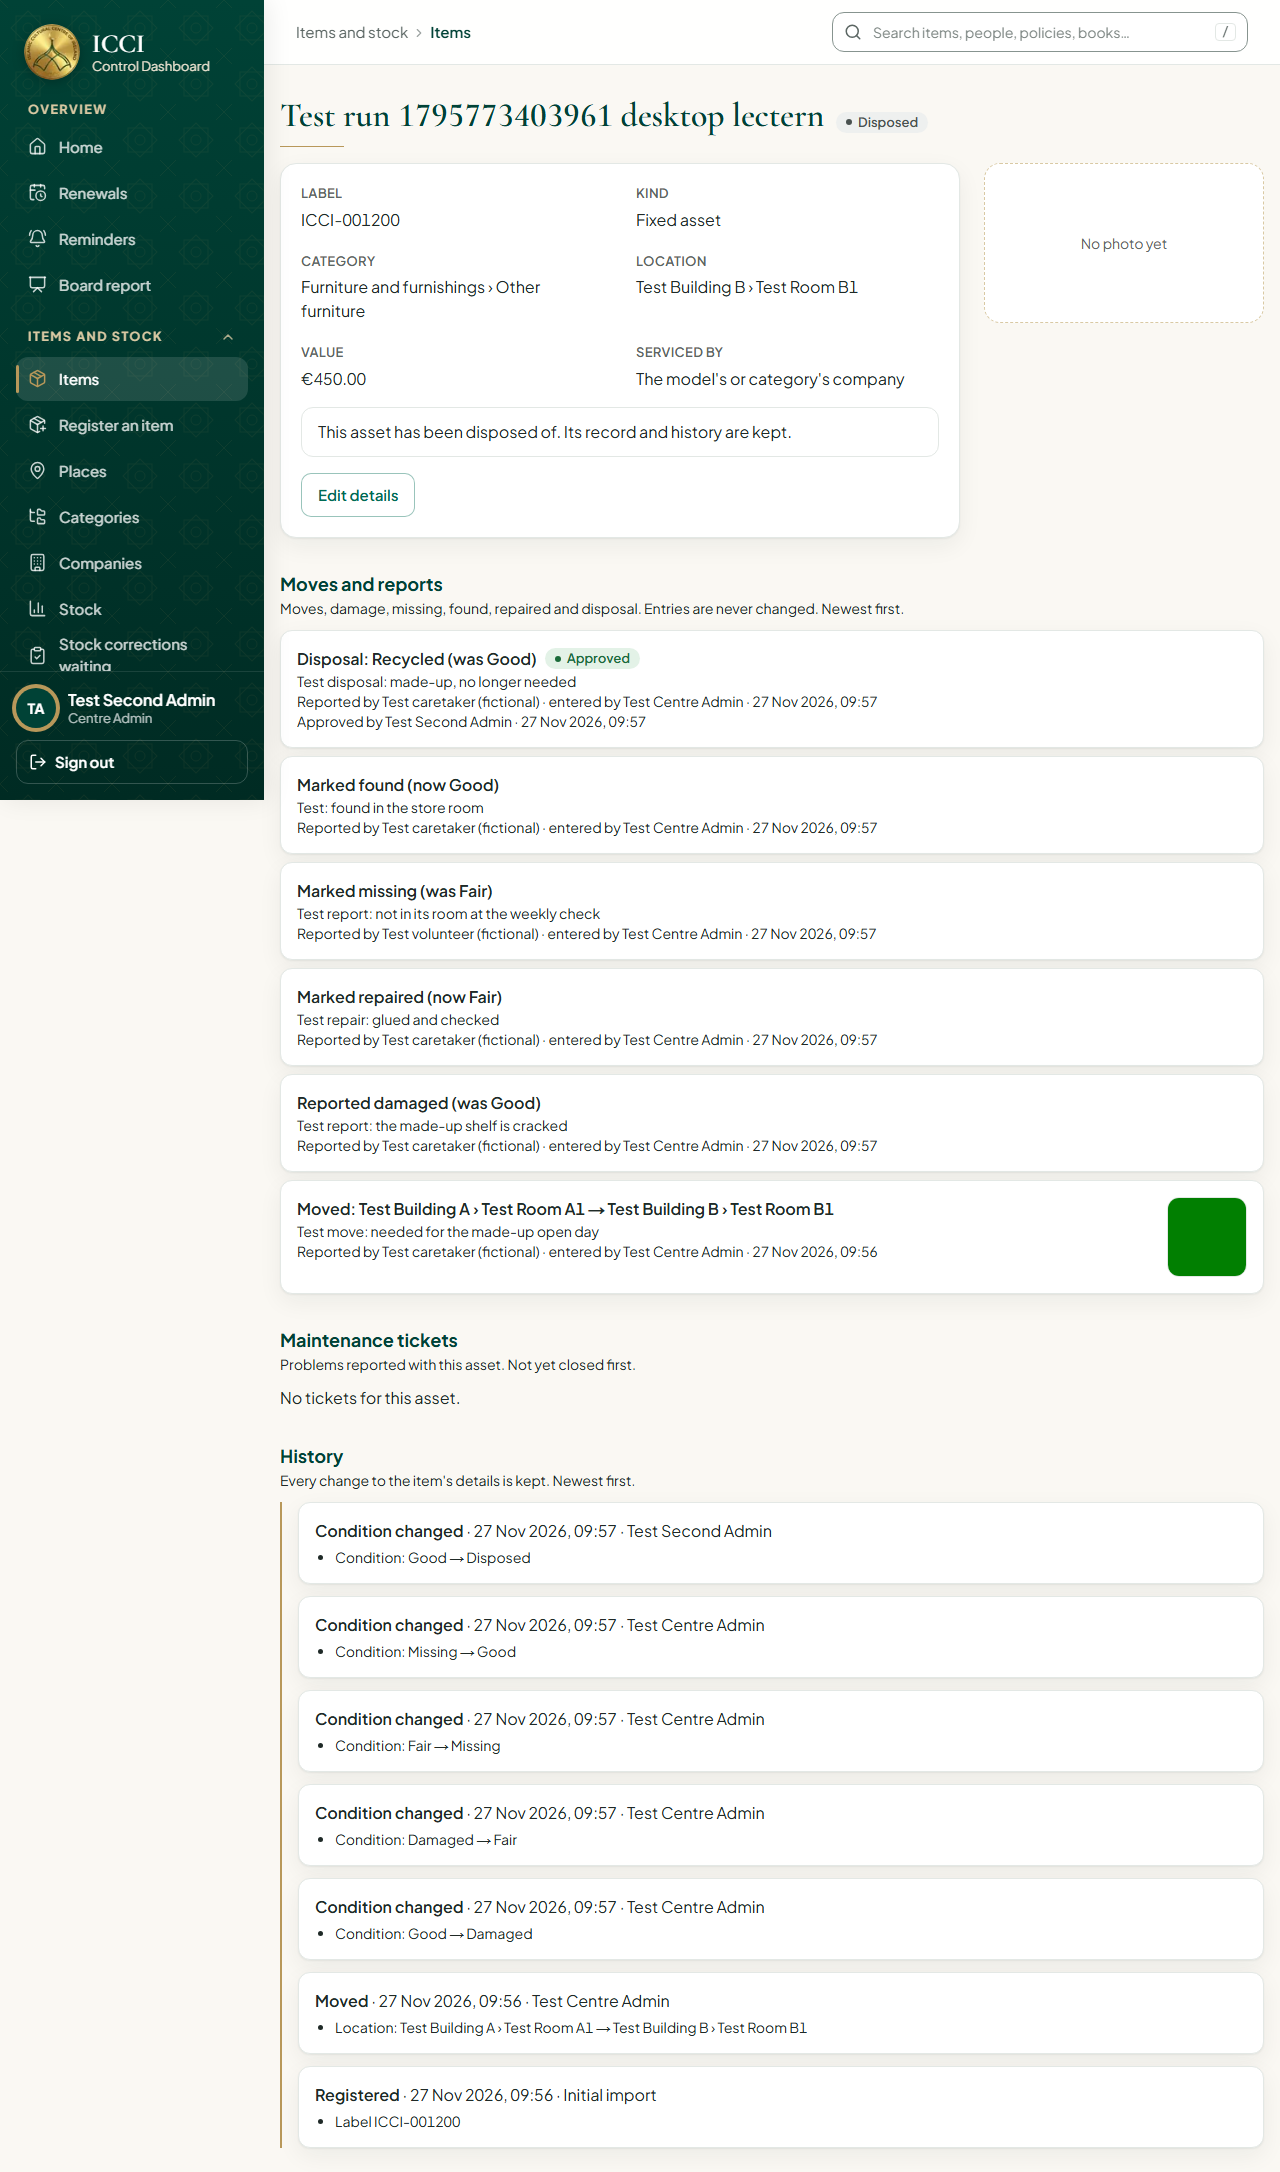 ICCI
Control Dashboard
OVERVIEW
Home
Renewals
Reminders
Board report
ITEMS AND STOCK
Items
Register an item
Places
Categories
Companies
Stock
Stock corrections
waiting
TA
Test Second Admin
Centre Admin
Sign out
Items and stock › Items
Search items, people, policies, books…
/
Test run 1795773403961 desktop lectern
Disposed
LABEL
ICCI-001200
KIND
Fixed asset
CATEGORY
Furniture and furnishings › Other
furniture
LOCATION
Test Building B › Test Room B1
VALUE
€450.00
SERVICED BY
The model's or category's company
This asset has been disposed of. Its record and history are kept.
Edit details
No photo yet
Moves and reports
Moves, damage, missing, found, repaired and disposal. Entries are never changed. Newest first.
Disposal: Recycled (was Good) Approved
Test disposal: made-up, no longer needed
Reported by Test caretaker (fictional) · entered by Test Centre Admin · 27 Nov 2026, 09:57
Approved by Test Second Admin · 27 Nov 2026, 09:57
Marked found (now Good)
Test: found in the store room
Reported by Test caretaker (fictional) · entered by Test Centre Admin · 27 Nov 2026, 09:57
Marked missing (was Fair)
Test report: not in its room at the weekly check
Reported by Test volunteer (fictional) · entered by Test Centre Admin · 27 Nov 2026, 09:57
Marked repaired (now Fair)
Test repair: glued and checked
Reported by Test caretaker (fictional) · entered by Test Centre Admin · 27 Nov 2026, 09:57
Reported damaged (was Good)
Test report: the made-up shelf is cracked
Reported by Test caretaker (fictional) · entered by Test Centre Admin · 27 Nov 2026, 09:57
Moved: Test Building A › Test Room A1 → Test Building B › Test Room B1
Test move: needed for the made-up open day
Reported by Test caretaker (fictional) · entered by Test Centre Admin · 27 Nov 2026, 09:56
Maintenance tickets
Problems reported with this asset. Not yet closed first.
No tickets for this asset.
History
Every change to the item's details is kept. Newest first.
Condition changed · 27 Nov 2026, 09:57 · Test Second Admin
• Condition: Good → Disposed
Condition changed · 27 Nov 2026, 09:57 · Test Centre Admin
• Condition: Missing → Good
Condition changed · 27 Nov 2026, 09:57 · Test Centre Admin
• Condition: Fair → Missing
Condition changed · 27 Nov 2026, 09:57 · Test Centre Admin
• Condition: Damaged → Fair
Condition changed · 27 Nov 2026, 09:57 · Test Centre Admin
• Condition: Good → Damaged
Moved · 27 Nov 2026, 09:56 · Test Centre Admin
• Location: Test Building A › Test Room A1 → Test Building B › Test Room B1
Registered · 27 Nov 2026, 09:56 · Initial import
• Label ICCI-001200